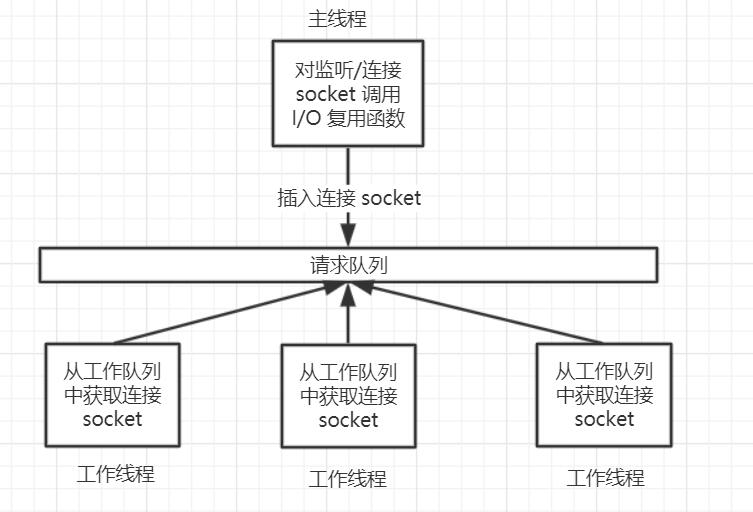 主线程
对监听/连接
socket 调用
I/O 复用函数
插入连接 socket
请求队列
从工作队列
中获取连接
socket
从工作队列
中获取连接
socket
从工作队列
中获取连接
socket
工作线程
工作线程
工作线程